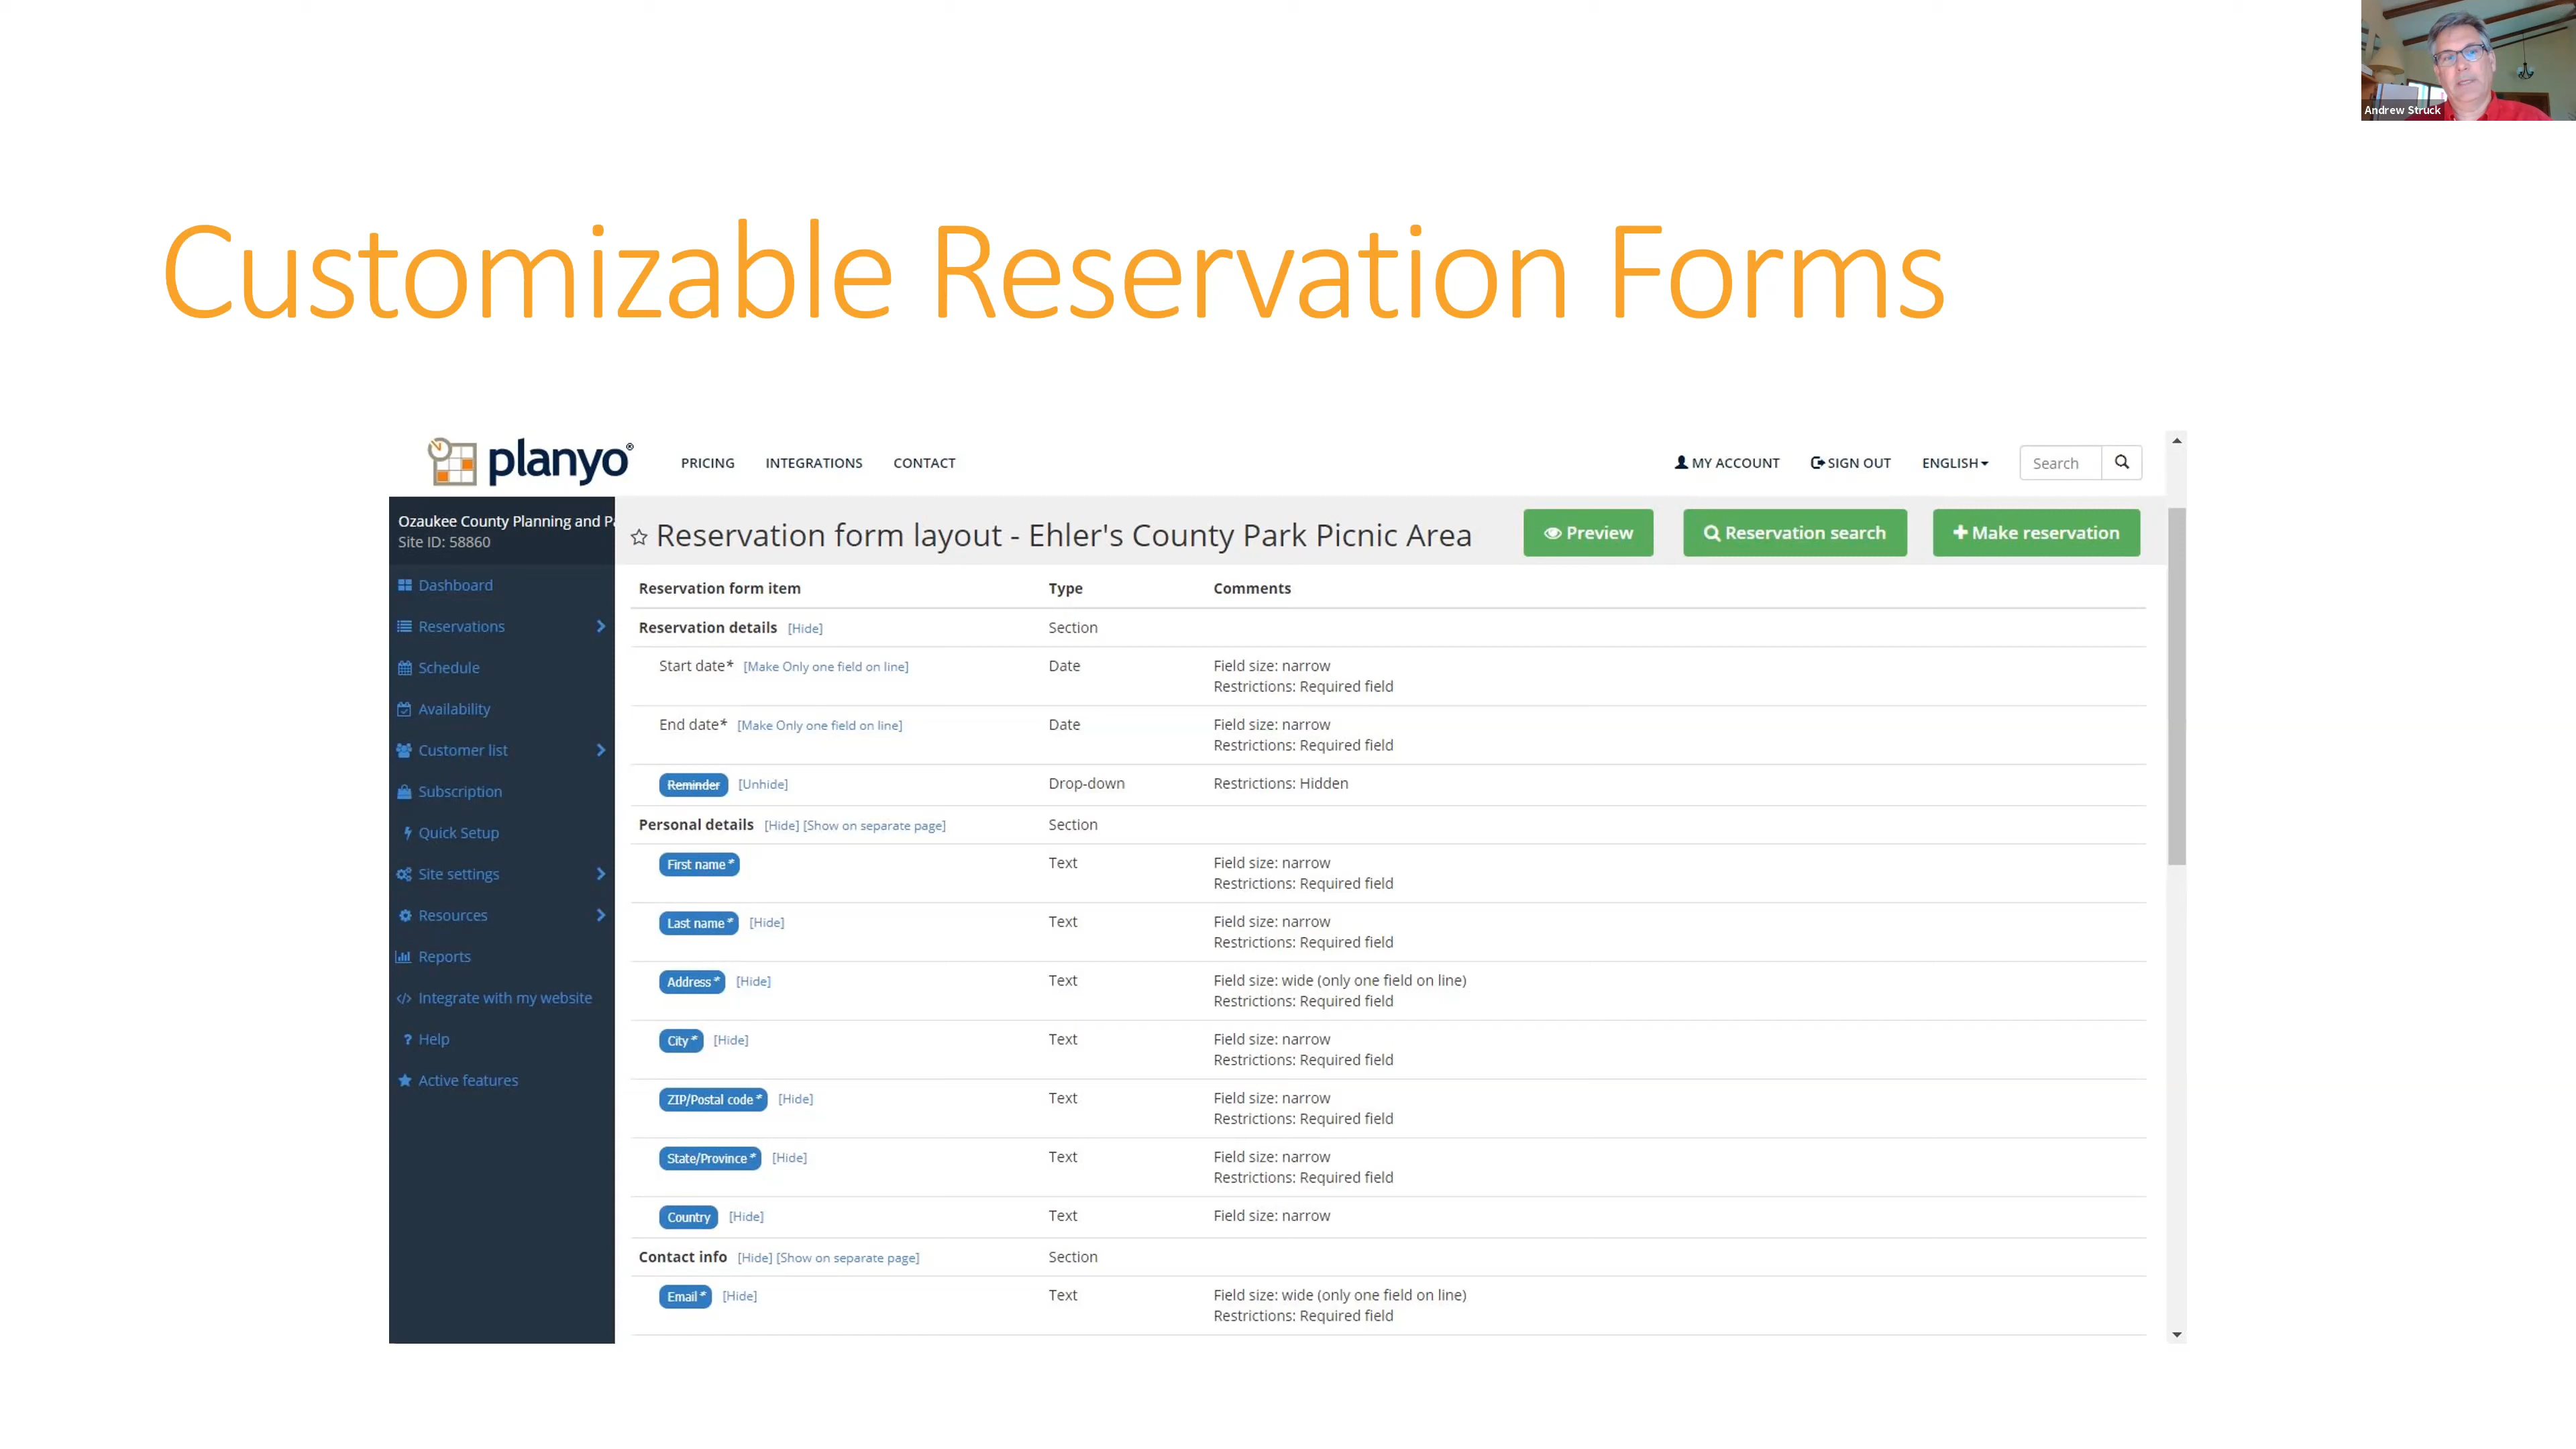 Andrew Struck
Customizable Reservation Forms
planyo®
PRICING INTEGRATIONS CONTACT
MY ACCOUNT SIGN OUT ENGLISH Search
Ozaukee County Planning and Pa
Site ID: 58860
Reservation form layout - Ehler's County Park Picnic Area
Preview Reservation search Make reservation
Dashboard
Reservations
Schedule
Availability
Customer list
Subscription
Quick Setup
Site settings
Resources
Reports
Integrate with my website
Help
Active features
Reservation form item Type Comments
Reservation details [Hide] Section
Start date* [Make Only one field on line] Date Field size: narrow
Restrictions: Required field
End date* [Make Only one field on line] Date Field size: narrow
Restrictions: Required field
Reminder [Unhide] Drop-down Restrictions: Hidden
Personal details [Hide] [Show on separate page] Section
First name * Text Field size: narrow
Restrictions: Required field
Last name * [Hide] Text Field size: narrow
Restrictions: Required field
Address * [Hide] Text Field size: wide (only one field on line)
Restrictions: Required field
City * [Hide] Text Field size: narrow
Restrictions: Required field
ZIP/Postal code * [Hide] Text Field size: narrow
Restrictions: Required field
State/Province * [Hide] Text Field size: narrow
Restrictions: Required field
Country [Hide] Text Field size: narrow
Contact info [Hide] [Show on separate page] Section
Email * [Hide] Text Field size: wide (only one field on line)
Restrictions: Required field